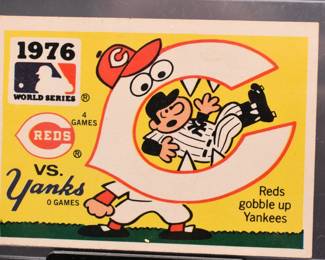 1976
WORLD SERIES ®
4
GAMES
REDS
®
VS.
Yanks
0 GAMES
Reds
gobble up
Yankees